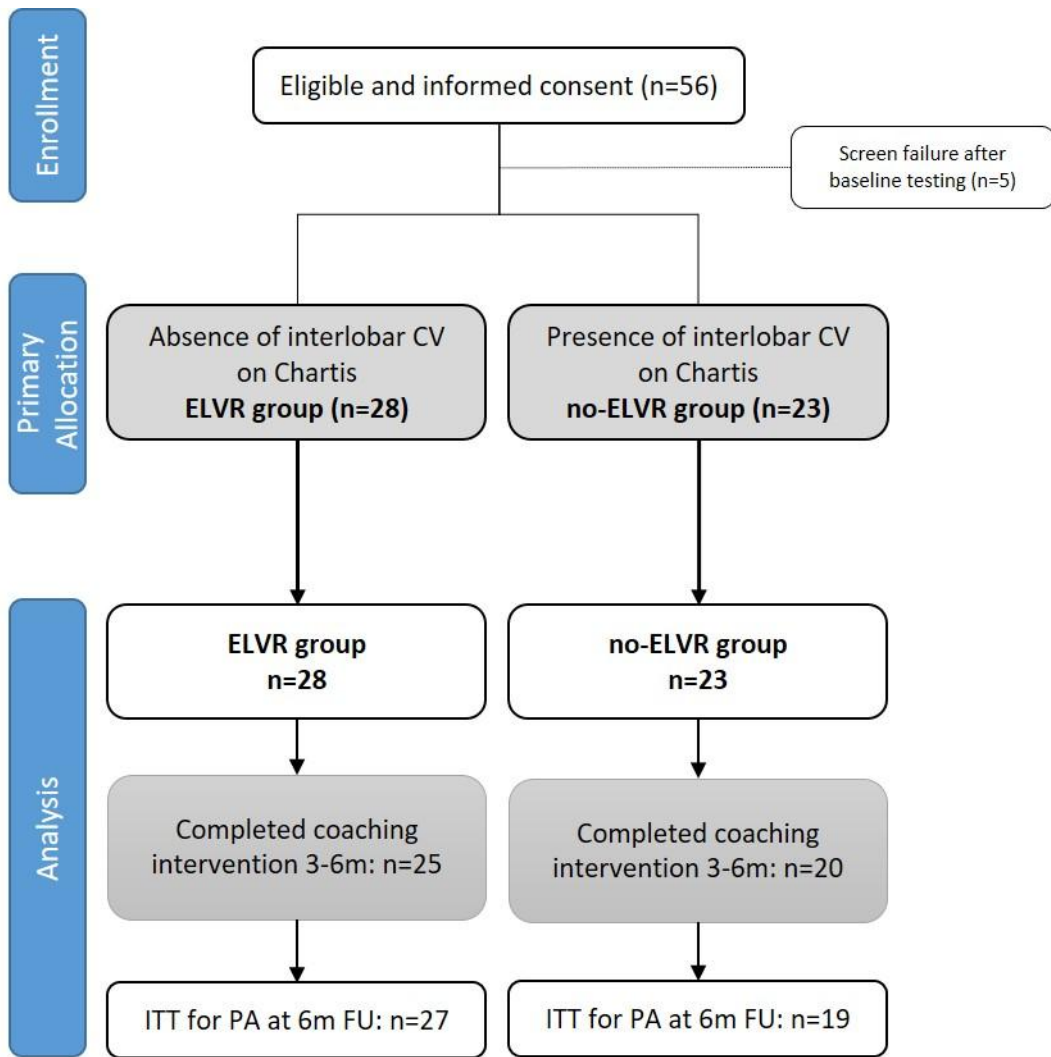 Enrollment
Eligible and informed consent (n=56)
Screen failure after
baseline testing (n=5)
Primary
Allocation
Absence of interlobar CV
on Chartis
ELVR group (n=28)
Presence of interlobar CV
on Chartis
no-ELVR group (n=23)
Analysis
ELVR group
n=28
no-ELVR group
n=23
Completed coaching
intervention 3-6m: n=25
Completed coaching
intervention 3-6m: n=20
ITT for PA at 6m FU: n=27
ITT for PA at 6m FU: n=19